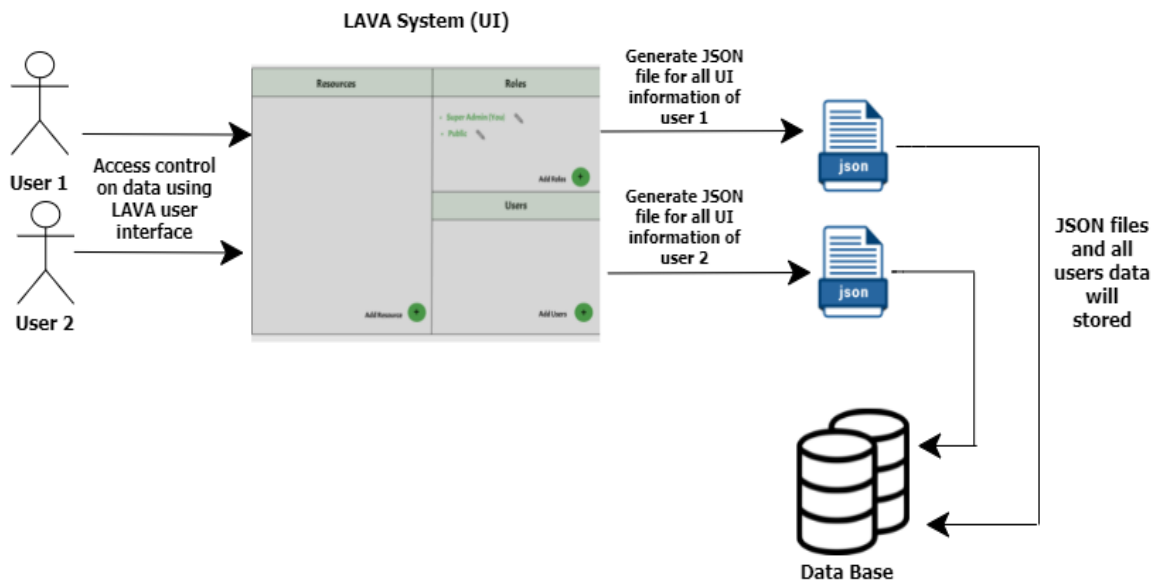 LAVA System (UI)
User 1
Access control
on data using
LAVA user
interface
User 2
Resources
Add Resource
+
Roles
- Super Admin (You)
- Public
Add Roles
+
Users
Add Users
+
Generate JSON
file for all UI
information of
user 1
json
Generate JSON
file for all UI
information of
user 2
json
JSON files
and all
users data
will
stored
Data Base